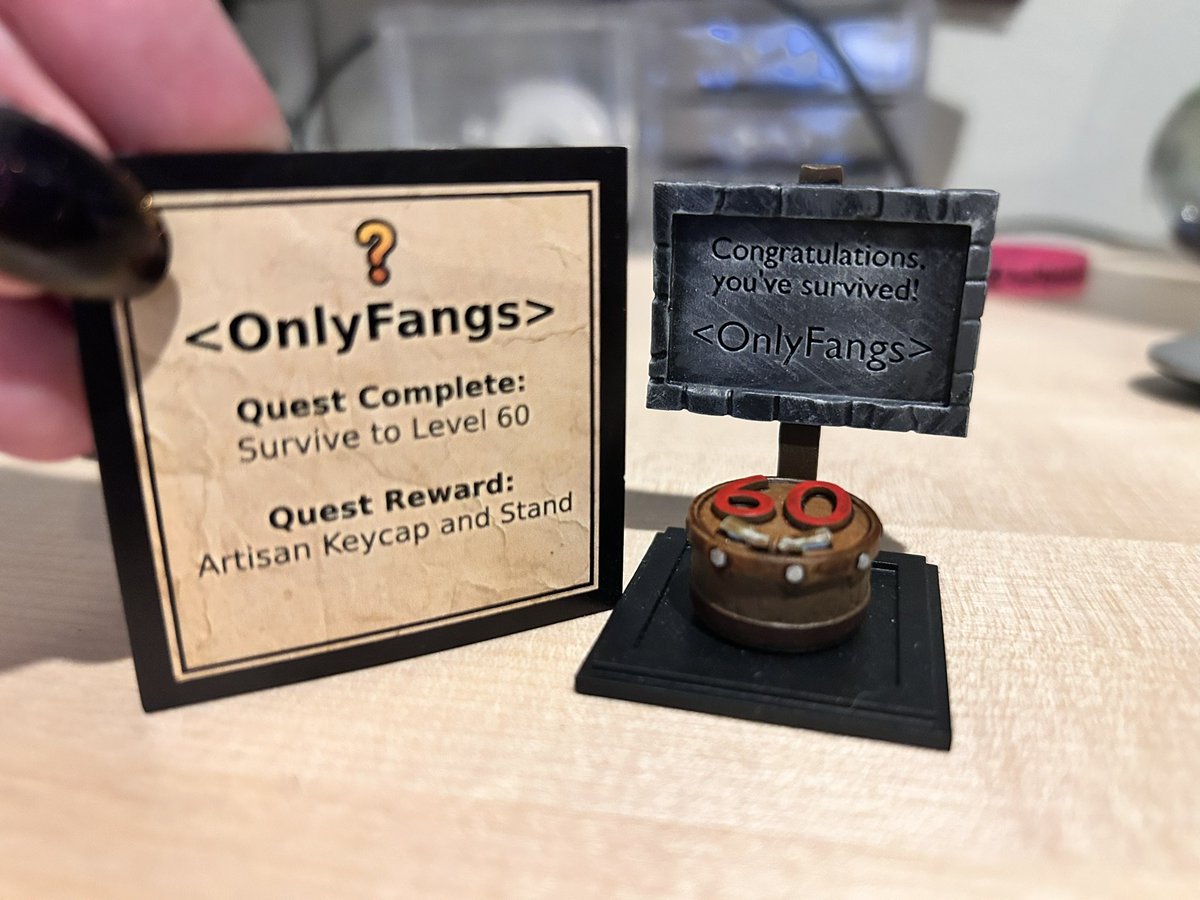 ?
<OnlyFangs>
Quest Complete:
Survive to Level 60
Quest Reward:
Artisan Keycap and Stand
Congratulations,
you've survived!
<OnlyFangs>
60